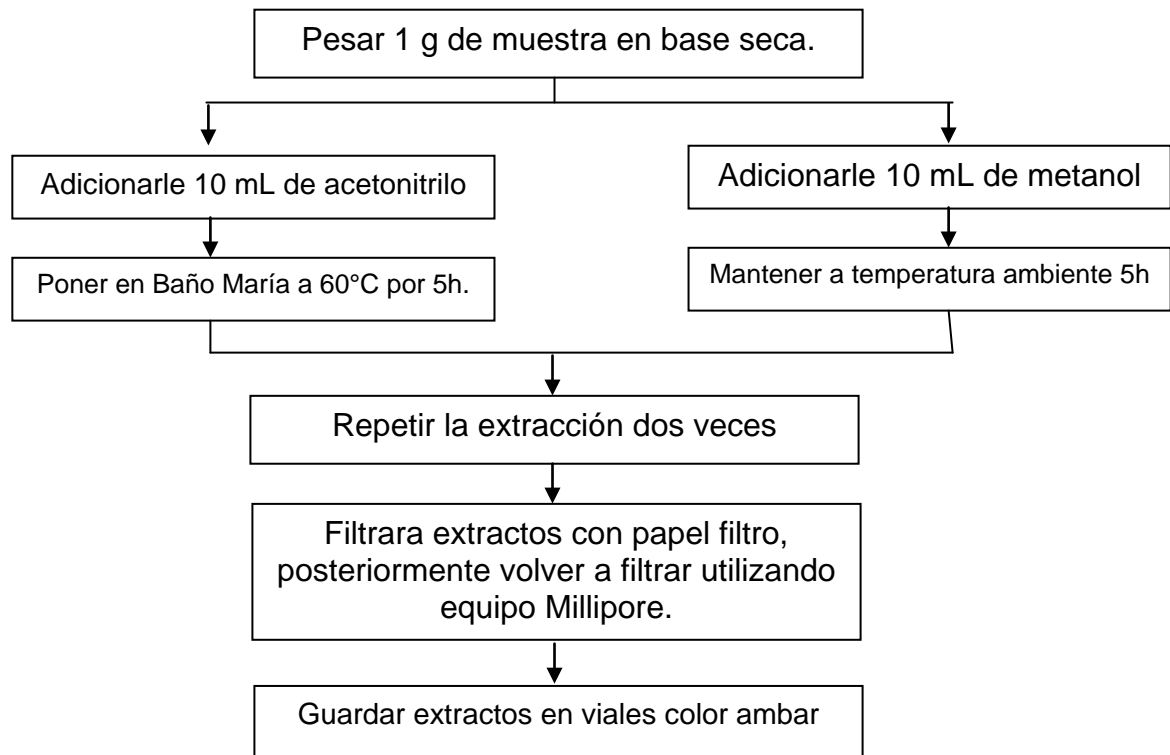 Pesar 1 g de muestra en base seca.
Adicionarle 10 mL de acetonitrilo
Adicionarle 10 mL de metanol
Poner en Baño María a 60°C por 5h.
Mantener a temperatura ambiente 5h
Repetir la extracción dos veces
Filtrara extractos con papel filtro,
posteriormente volver a filtrar utilizando
equipo Millipore.
Guardar extractos en viales color ambar